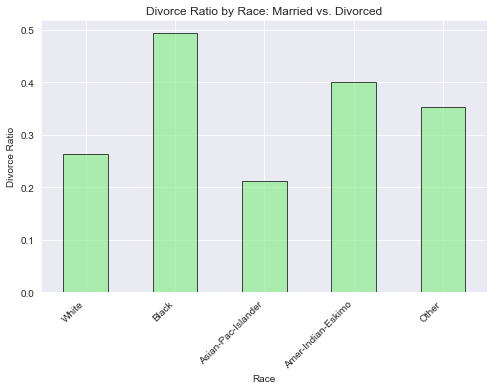 Divorce Ratio by Race: Married vs. Divorced
Divorce Ratio
0.5
0.4
0.3
0.2
0.1
0.0
White
Black
Asian-Pac-Islander
Amer-Indian-Eskimo
Other
Race